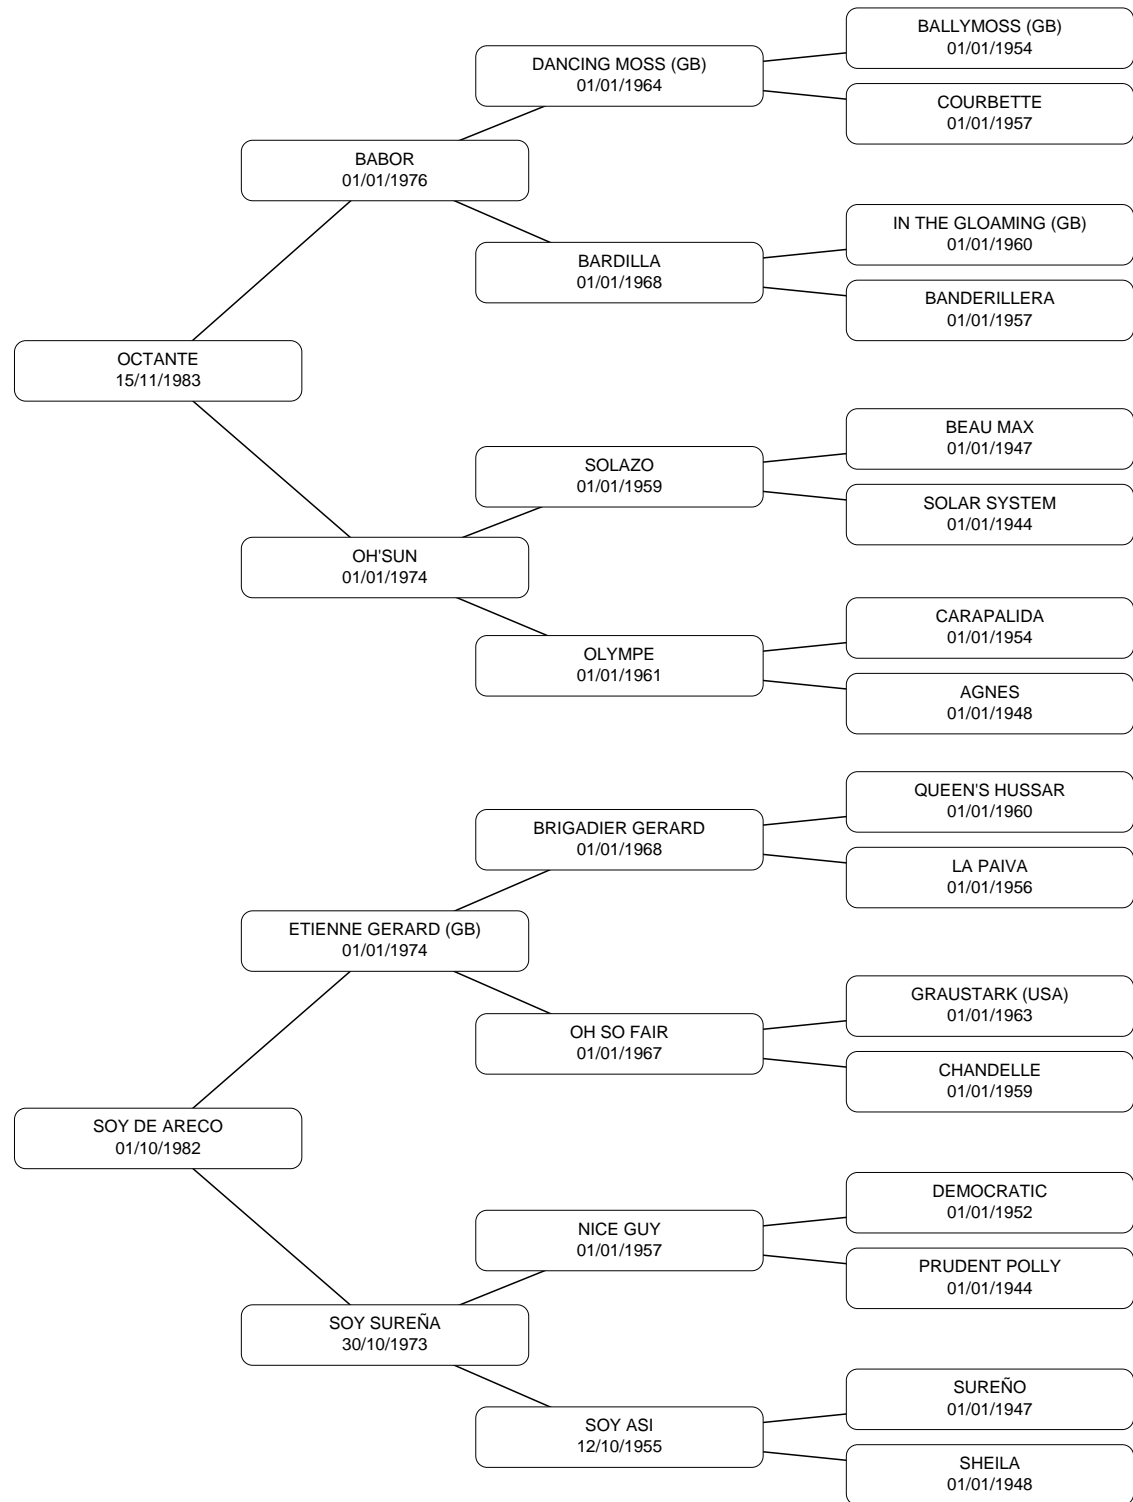 BALLYMOSS (GB)
01/01/1954
DANCING MOSS (GB)
01/01/1964
COURBETTE
01/01/1957
BABOR
01/01/1976
IN THE GLOAMING (GB)
01/01/1960
BARDILLA
01/01/1968
BANDERILLERA
01/01/1957
OCTANTE
15/11/1983
BEAU MAX
01/01/1947
SOLAZO
01/01/1959
SOLAR SYSTEM
01/01/1944
OH'SUN
01/01/1974
CARAPALIDA
01/01/1954
OLYMPE
01/01/1961
AGNES
01/01/1948
QUEEN'S HUSSAR
01/01/1960
BRIGADIER GERARD
01/01/1968
LA PAIVA
01/01/1956
ETIENNE GERARD (GB)
01/01/1974
GRAUSTARK (USA)
01/01/1963
OH SO FAIR
01/01/1967
CHANDELLE
01/01/1959
SOY DE ARECO
01/10/1982
DEMOCRATIC
01/01/1952
NICE GUY
01/01/1957
PRUDENT POLLY
01/01/1944
SOY SUREÑA
30/10/1973
SUREÑO
01/01/1947
SOY ASI
12/10/1955
SHEILA
01/01/1948